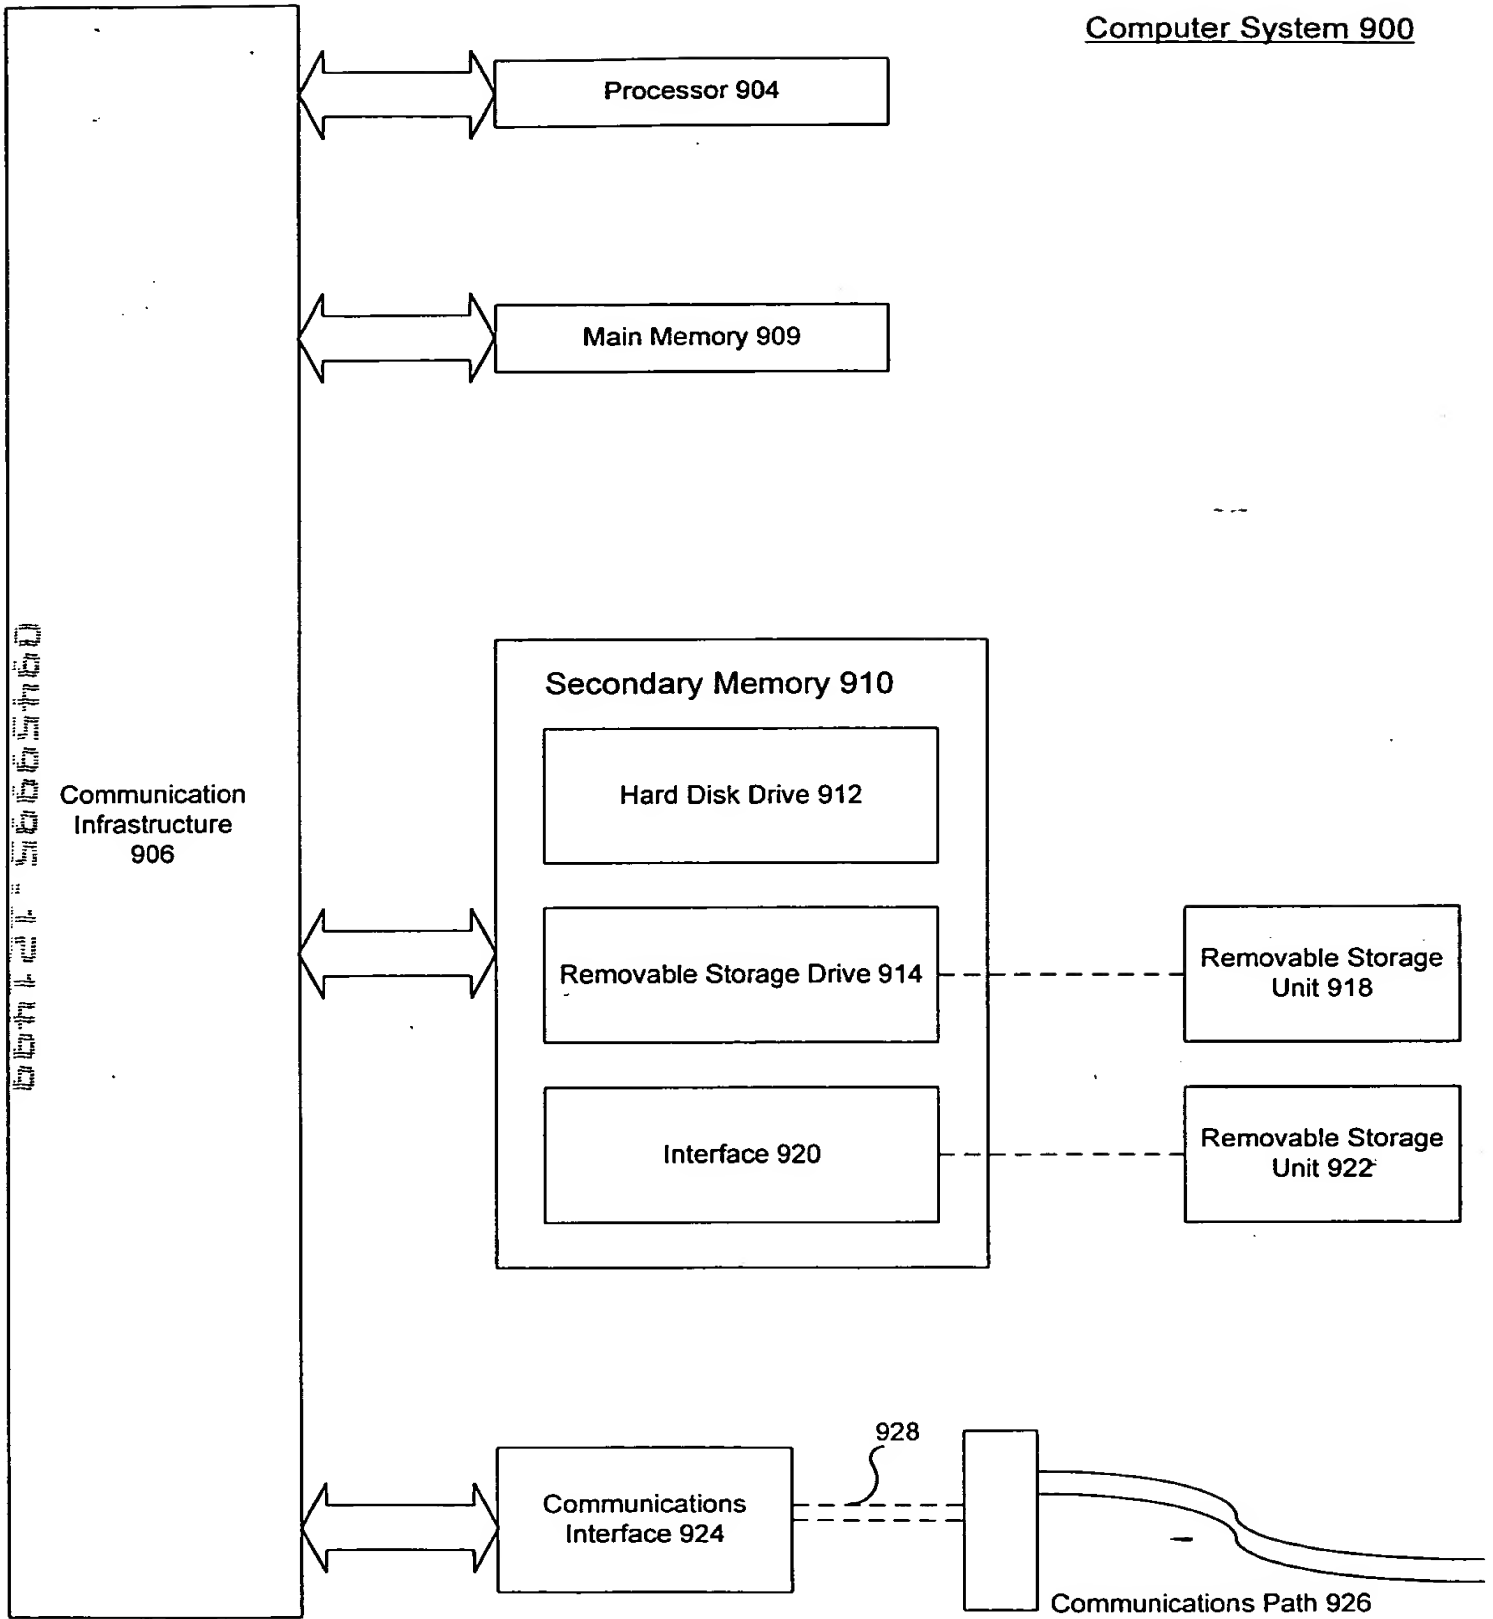 Computer System 900
Processor 904
Main Memory 909
Secondary Memory 910
Hard Disk Drive 912
Communication
Infrastructure
906
Removable Storage Drive 914
Removable Storage
Unit 918
Interface 920
Removable Storage
Unit 922
928
Communications
Interface 924
Communications Path 926